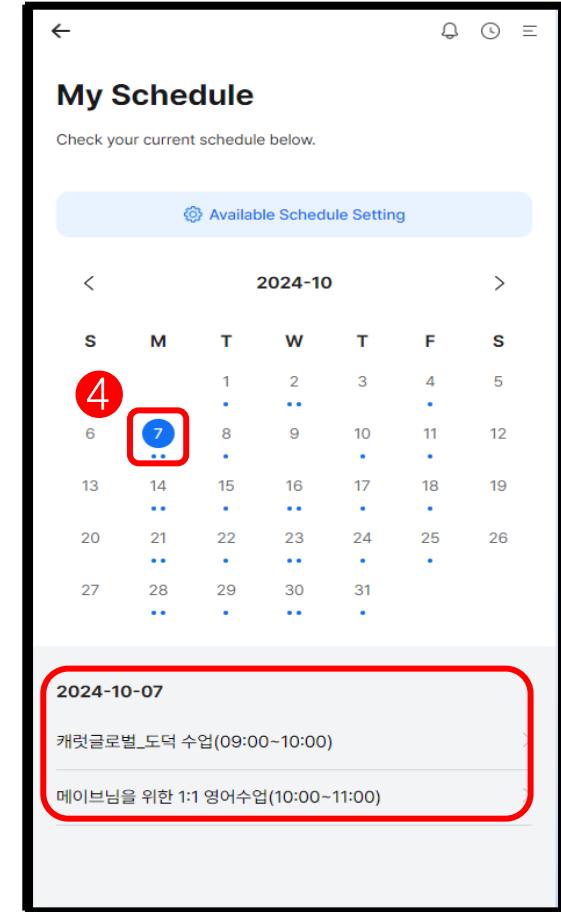 My Schedule
Check your current schedule below.
Available Schedule Setting
< 2024-10 >
S M T W T F S
1 2 3 4 5
4
6 7 8 9 10 11 12
13 14 15 16 17 18 19
20 21 22 23 24 25 26
27 28 29 30 31
2024-10-07
캐럿글로벌_도덕 수업(09:00~10:00)
메이브님을 위한 1:1 영어수업(10:00~11:00)